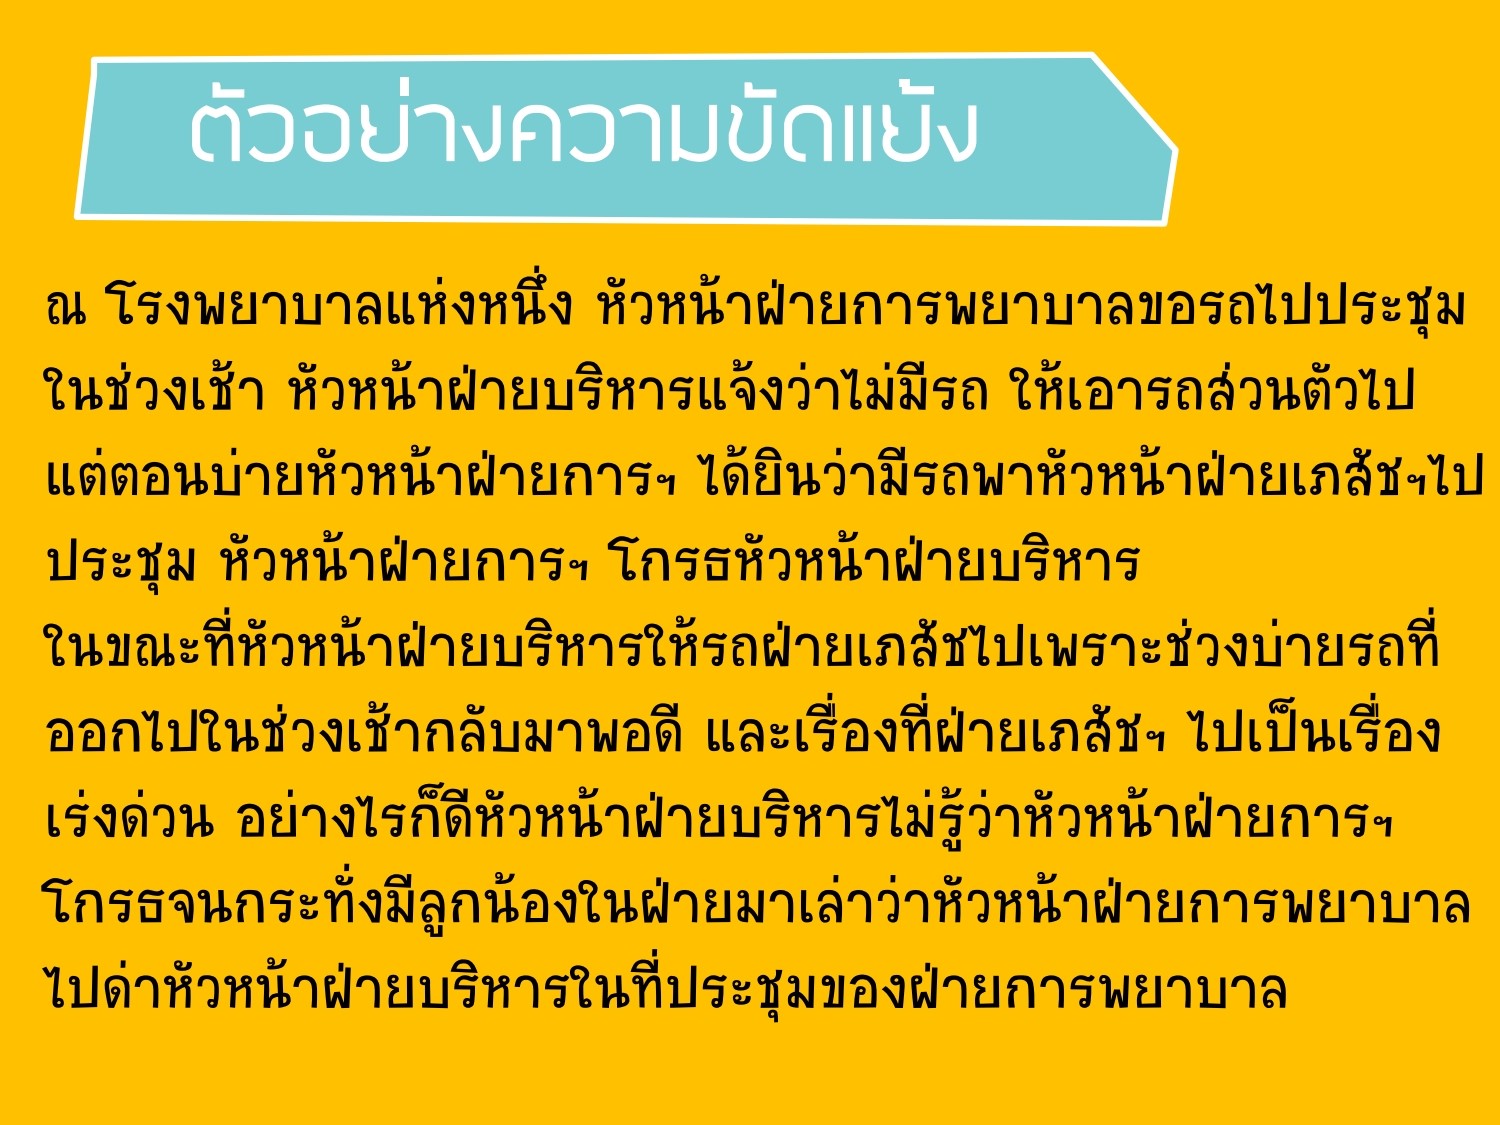 ตัวอย่างความขัดแย้ง
ณ โรงพยาบาลแห่งหนึ่ง หัวหน้าฝ่ายการพยาบาลขอรถไปประชุม
ในช่วงเช้า หัวหน้าฝ่ายบริหารแจ้งว่าไม่มีรถ ให้เอารถส่วนตัวไป
แต่ตอนบ่ายหัวหน้าฝ่ายการฯ ได้ยินว่ามีรถพาหัวหน้าฝ่ายเภสัชฯไป
ประชุม หัวหน้าฝ่ายการฯ โกรธหัวหน้าฝ่ายบริหาร
ในขณะที่หัวหน้าฝ่ายบริหารให้รถฝ่ายเภสัชไปเพราะช่วงบ่ายรถที่
ออกไปในช่วงเช้ากลับมาพอดี และเรื่องที่ฝ่ายเภสัชฯ ไปเป็นเรื่อง
เร่งด่วน อย่างไรก็ดีหัวหน้าฝ่ายบริหารไม่รู้ว่าหัวหน้าฝ่ายการฯ
โกรธจนกระทั่งมีลูกน้องในฝ่ายมาเล่าว่าหัวหน้าฝ่ายการพยาบาล
ไปด่าหัวหน้าฝ่ายบริหารในที่ประชุมของฝ่ายการพยาบาล